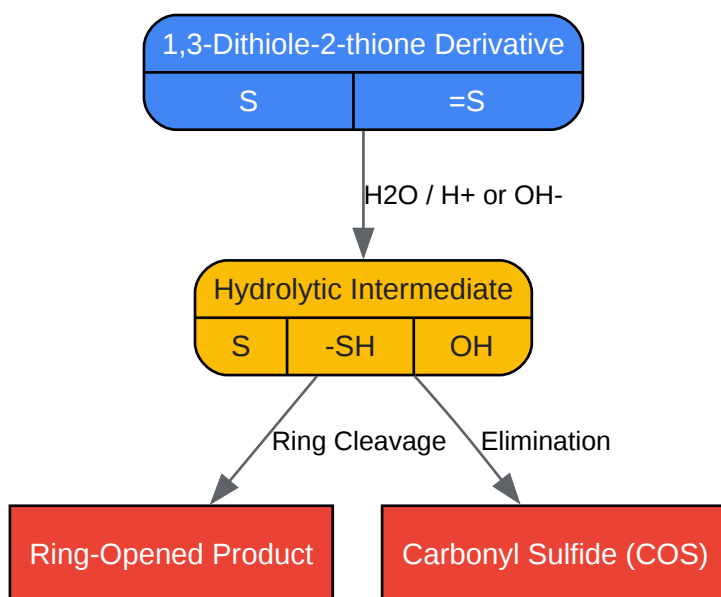 1,3-Dithiole-2-thione Derivative
S
=S
H2O / H+ or OH-
Hydrolytic Intermediate
S
-SH
OH
Ring Cleavage
Elimination
Ring-Opened Product
Carbonyl Sulfide (COS)